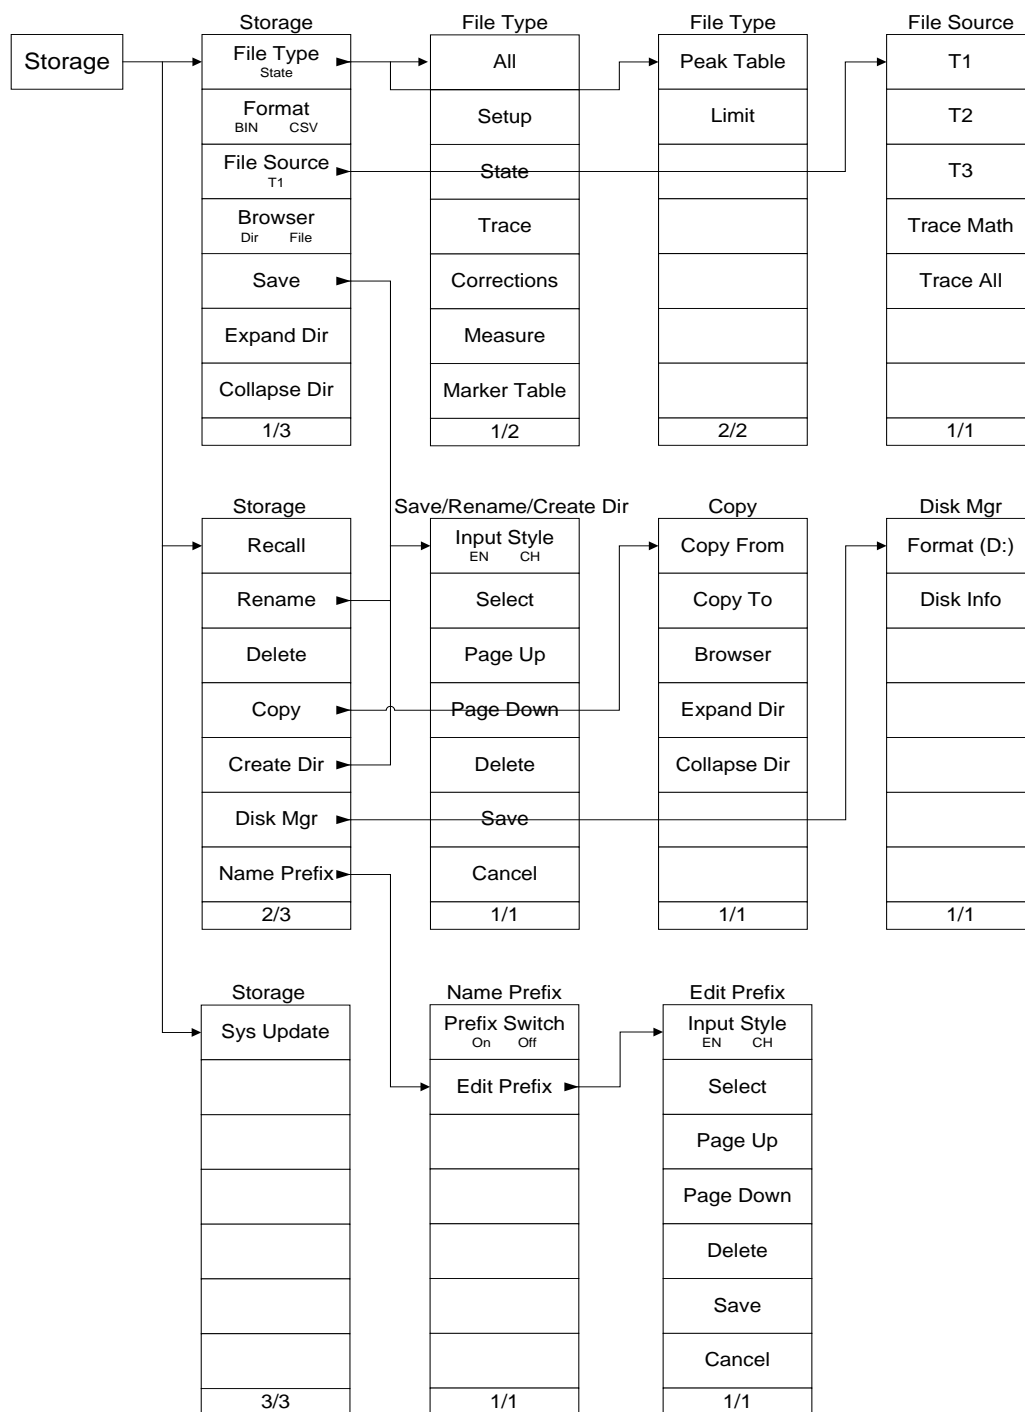 Storage
Storage
File Type
State
Format
BIN CSV
File Source
T1
Browser
Dir File
Save
Expand Dir
Collapse Dir
1/3
File Type
All
Setup
State
Trace
Corrections
Measure
Marker Table
1/2
File Type
Peak Table
Limit
2/2
File Source
T1
T2
T3
Trace Math
Trace All
1/1
Storage
Recall
Rename
Delete
Copy
Create Dir
Disk Mgr
Name Prefix
2/3
Save/Rename/Create Dir
Input Style
EN CH
Select
Page Up
Page Down
Delete
Save
Cancel
1/1
Copy
Copy From
Copy To
Browser
Expand Dir
Collapse Dir
1/1
Disk Mgr
Format (D:)
Disk Info
1/1
Storage
Sys Update
3/3
Name Prefix
Prefix Switch
On Off
Edit Prefix
1/1
Edit Prefix
Input Style
EN CH
Select
Page Up
Page Down
Delete
Save
Cancel
1/1